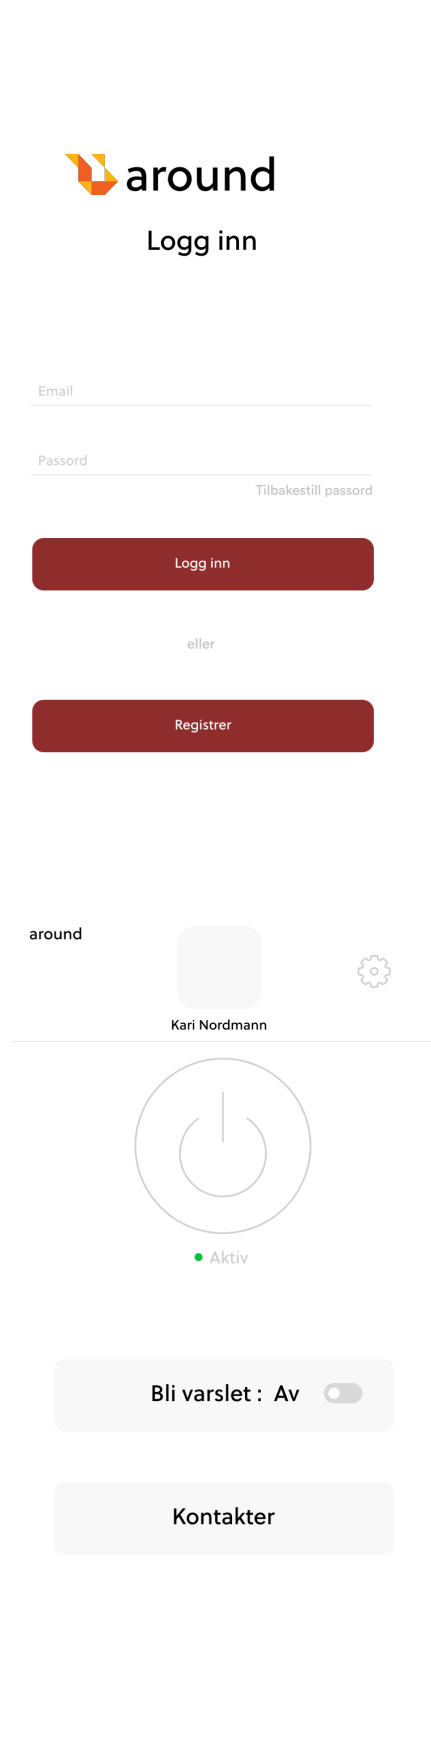 around
Logg inn
Email
Passord
Tilbakestill passord
Logg inn
eller
Registrer
around
Kari Nordmann
Aktiv
Bli varslet : Av
Kontakter